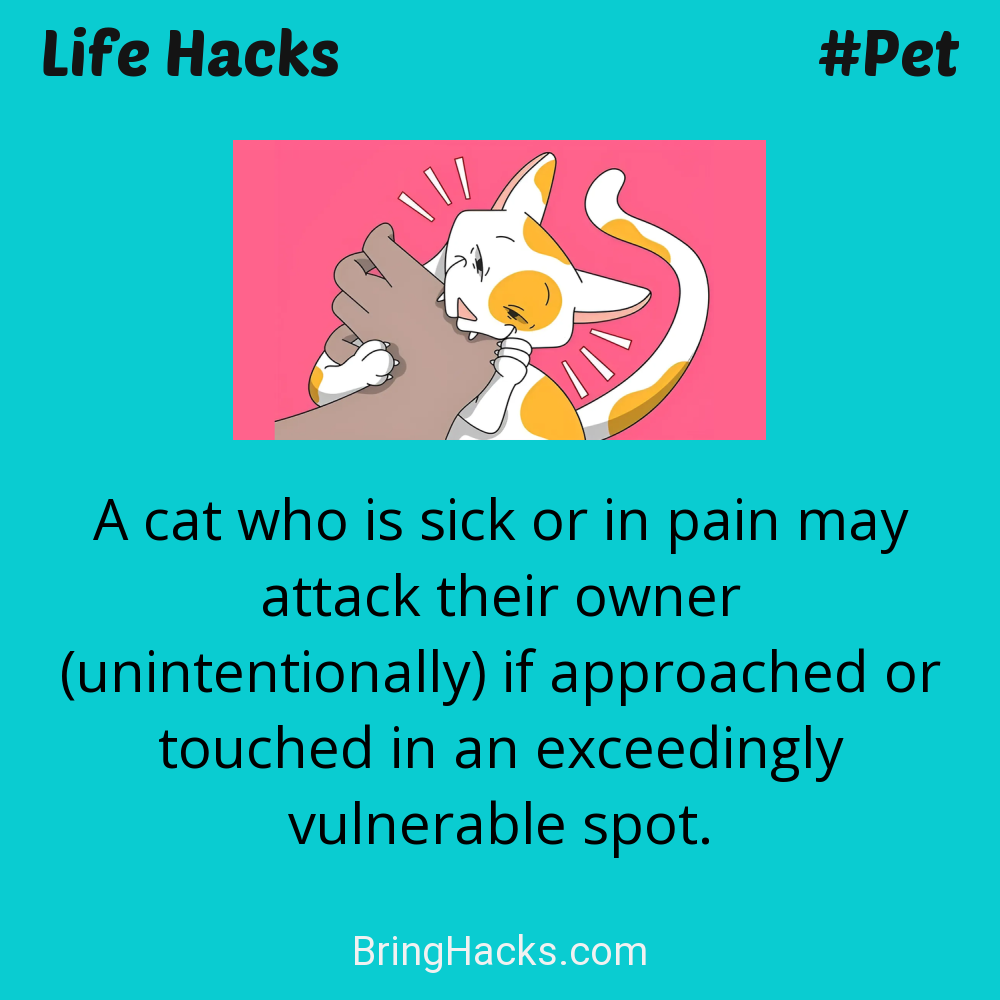 Life Hacks
#Pet
A cat who is sick or in pain may
attack their owner
(unintentionally) if approached or
touched in an exceedingly
vulnerable spot.
BringHacks.com